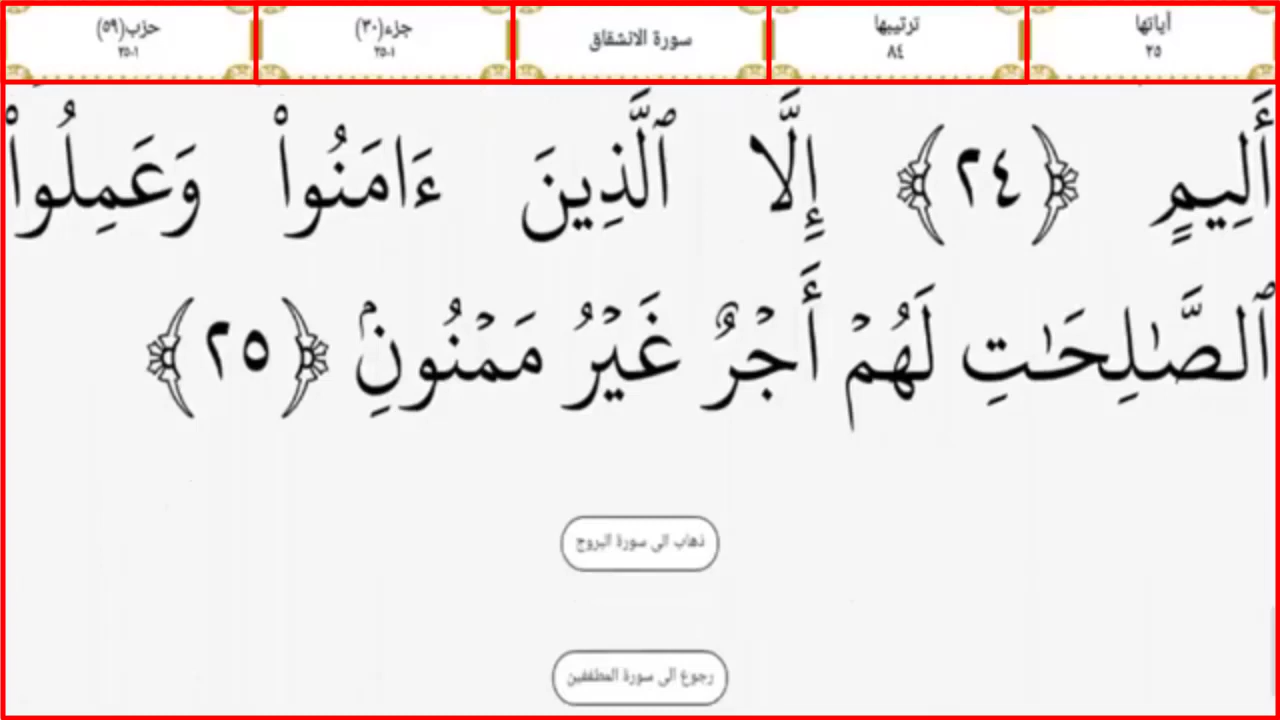 آياتها
٢٥
ترتيبها
٨٤
سورة الانشقاق
جزء(٣٠)
٢٥-١
حزب(٥٩)
٢٥-١
أَلِيمٍ ﴿٢٤﴾ إِلَّا ٱلَّذِينَ ءَامَنُوا۟ وَعَمِلُوا۟
ٱلصَّـٰلِحَـٰتِ لَهُمْ أَجْرٌ غَيْرُ مَمْنُونٍۭ ﴿٢٥﴾
ذهاب الى سورة البروج
رجوع الى سورة المطففين